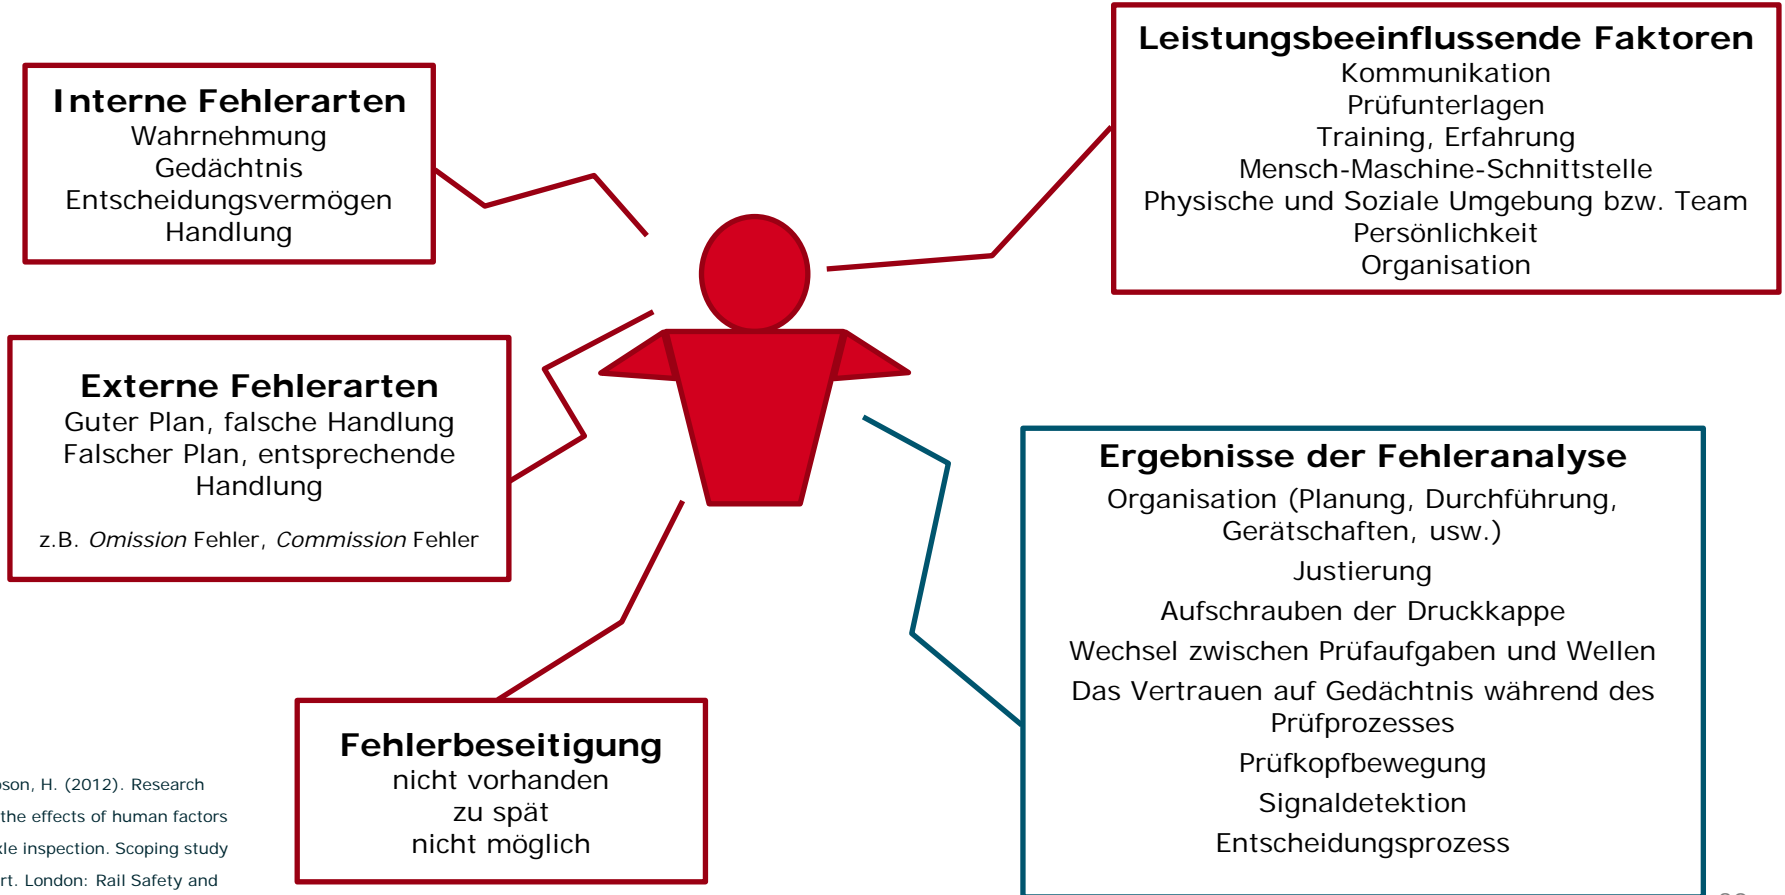 Interne Fehlerarten
Wahrnehmung
Gedächtnis
Entscheidungsvermögen
Handlung
Leistungsbeeinflussende Faktoren
Kommunikation
Prüfunterlagen
Training, Erfahrung
Mensch-Maschine-Schnittstelle
Physische und Soziale Umgebung bzw. Team
Persönlichkeit
Organisation
Externe Fehlerarten
Guter Plan, falsche Handlung
Falscher Plan, entsprechende
Handlung
z.B. Omission Fehler, Commission Fehler
Ergebnisse der Fehleranalyse
Organisation (Planung, Durchführung,
Gerätschaften, usw.)
Justierung
Aufschrauben der Druckkappe
Wechsel zwischen Prüfaufgaben und Wellen
Das Vertrauen auf Gedächtnis während des
Prüfprozesses
Prüfkopfbewegung
Signaldetektion
Entscheidungsprozess
Fehlerbeseitigung
nicht vorhanden
zu spät
nicht möglich
H. (2012). Research
the effects of human factors
inspection. Scoping study
London: Rail Safety and